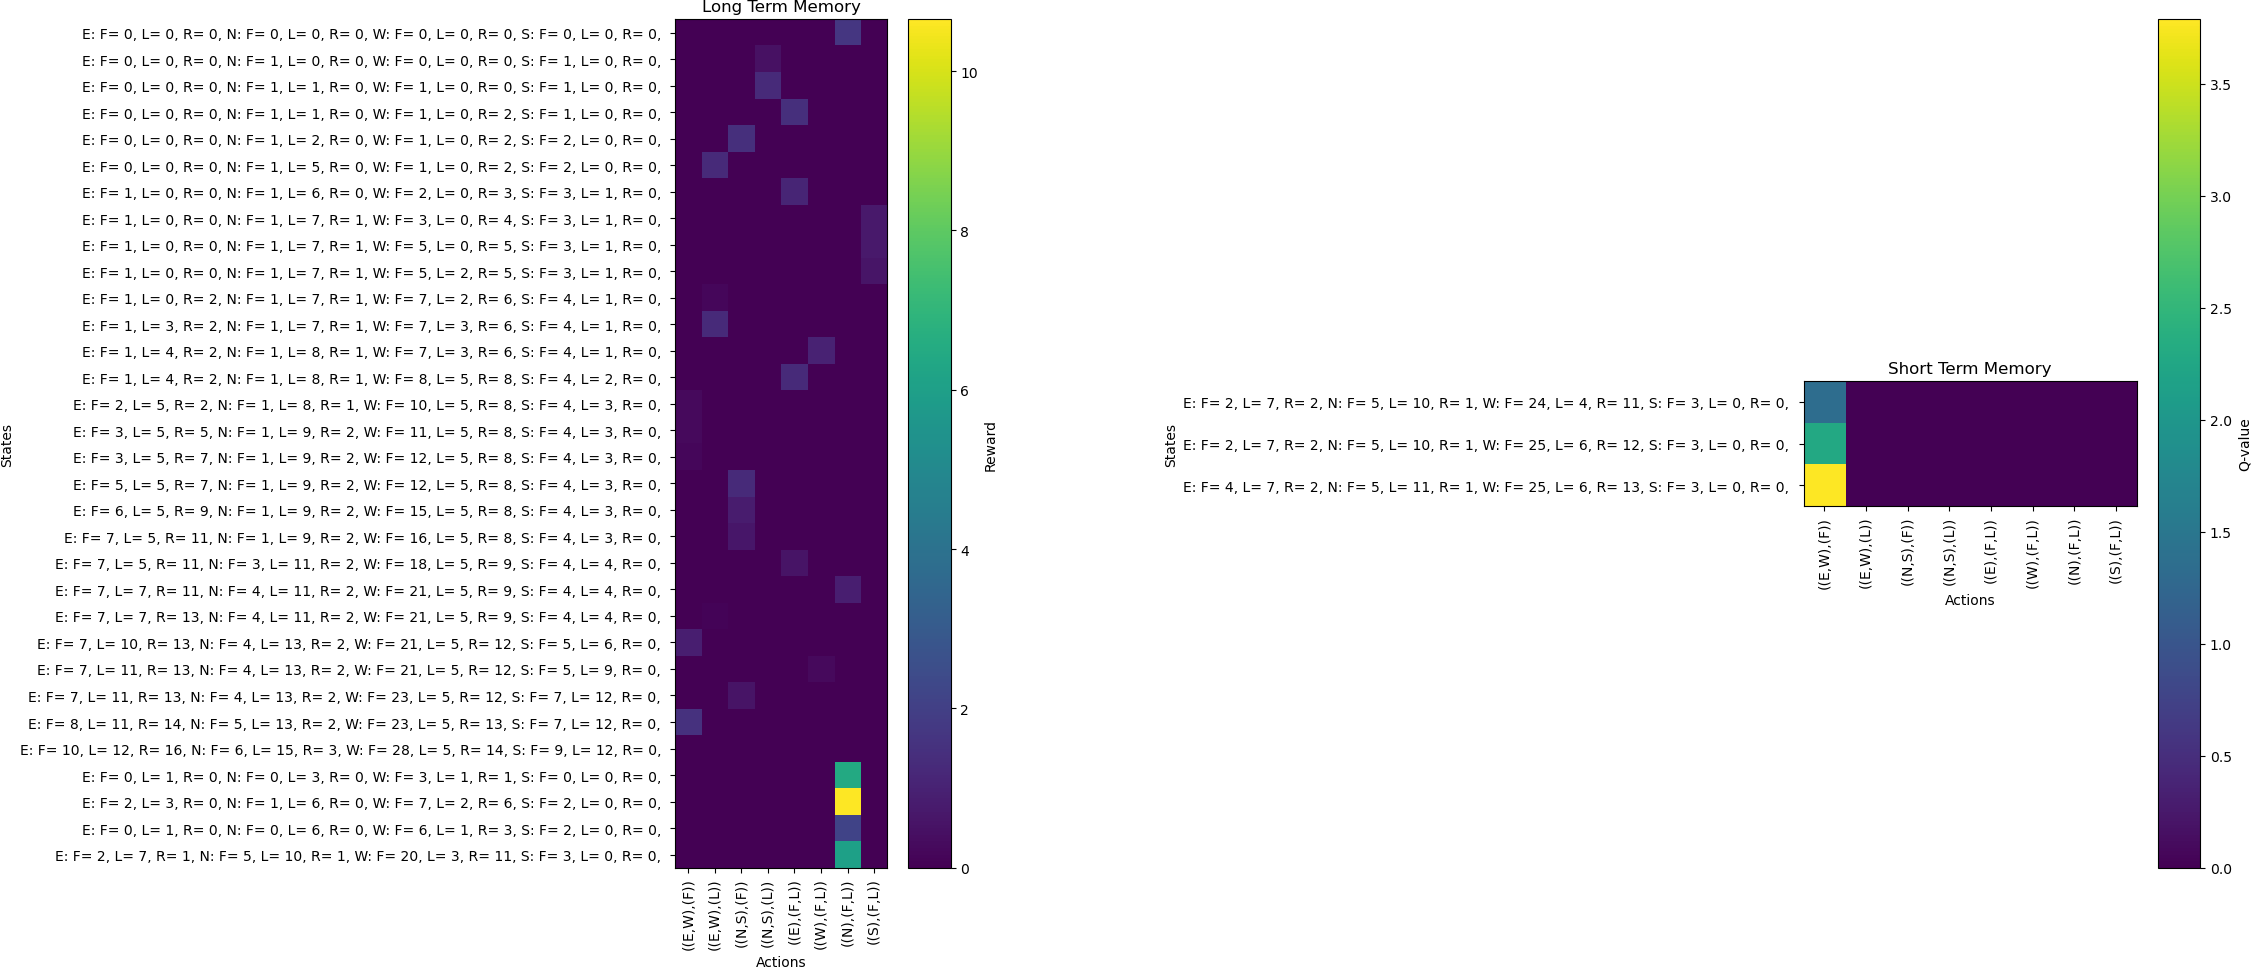 Long Term Memory
E: F= 0, L= 0, R= 0, N: F= 0, L= 0, R= 0, W: F= 0, L= 0, R= 0, S: F= 0, L= 0, R= 0,
E: F= 0, L= 0, R= 0, N: F= 1, L= 0, R= 0, W: F= 0, L= 0, R= 0, S: F= 1, L= 0, R= 0,
E: F= 0, L= 0, R= 0, N: F= 1, L= 1, R= 0, W: F= 1, L= 0, R= 0, S: F= 1, L= 0, R= 0,
E: F= 0, L= 0, R= 0, N: F= 1, L= 1, R= 0, W: F= 1, L= 0, R= 2, S: F= 1, L= 0, R= 0,
E: F= 0, L= 0, R= 0, N: F= 1, L= 2, R= 0, W: F= 1, L= 0, R= 2, S: F= 2, L= 0, R= 0,
E: F= 0, L= 0, R= 0, N: F= 1, L= 5, R= 0, W: F= 1, L= 0, R= 2, S: F= 2, L= 0, R= 0,
E: F= 1, L= 0, R= 0, N: F= 1, L= 6, R= 0, W: F= 2, L= 0, R= 3, S: F= 3, L= 1, R= 0,
E: F= 1, L= 0, R= 0, N: F= 1, L= 7, R= 1, W: F= 3, L= 0, R= 4, S: F= 3, L= 1, R= 0,
E: F= 1, L= 0, R= 0, N: F= 1, L= 7, R= 1, W: F= 5, L= 0, R= 5, S: F= 3, L= 1, R= 0,
E: F= 1, L= 0, R= 0, N: F= 1, L= 7, R= 1, W: F= 5, L= 2, R= 5, S: F= 3, L= 1, R= 0,
E: F= 1, L= 0, R= 2, N: F= 1, L= 7, R= 1, W: F= 7, L= 2, R= 6, S: F= 4, L= 1, R= 0,
E: F= 1, L= 3, R= 2, N: F= 1, L= 7, R= 1, W: F= 7, L= 3, R= 6, S: F= 4, L= 1, R= 0,
E: F= 1, L= 4, R= 2, N: F= 1, L= 8, R= 1, W: F= 7, L= 3, R= 6, S: F= 4, L= 1, R= 0,
E: F= 1, L= 4, R= 2, N: F= 1, L= 8, R= 1, W: F= 8, L= 5, R= 8, S: F= 4, L= 2, R= 0,
E: F= 2, L= 5, R= 2, N: F= 1, L= 8, R= 1, W: F= 10, L= 5, R= 8, S: F= 4, L= 3, R= 0,
E: F= 3, L= 5, R= 5, N: F= 1, L= 9, R= 2, W: F= 11, L= 5, R= 8, S: F= 4, L= 3, R= 0,
E: F= 3, L= 5, R= 7, N: F= 1, L= 9, R= 2, W: F= 12, L= 5, R= 8, S: F= 4, L= 3, R= 0,
E: F= 5, L= 5, R= 7, N: F= 1, L= 9, R= 2, W: F= 12, L= 5, R= 8, S: F= 4, L= 3, R= 0,
E: F= 6, L= 5, R= 9, N: F= 1, L= 9, R= 2, W: F= 15, L= 5, R= 8, S: F= 4, L= 3, R= 0,
E: F= 7, L= 5, R= 11, N: F= 1, L= 9, R= 2, W: F= 16, L= 5, R= 8, S: F= 4, L= 3, R= 0,
E: F= 7, L= 5, R= 11, N: F= 3, L= 11, R= 2, W: F= 18, L= 5, R= 9, S: F= 4, L= 4, R= 0,
E: F= 7, L= 7, R= 11, N: F= 4, L= 11, R= 2, W: F= 21, L= 5, R= 9, S: F= 4, L= 4, R= 0,
E: F= 7, L= 7, R= 13, N: F= 4, L= 11, R= 2, W: F= 21, L= 5, R= 9, S: F= 4, L= 4, R= 0,
E: F= 7, L= 10, R= 13, N: F= 4, L= 13, R= 2, W: F= 21, L= 5, R= 12, S: F= 5, L= 6, R= 0,
E: F= 7, L= 11, R= 13, N: F= 4, L= 13, R= 2, W: F= 21, L= 5, R= 12, S: F= 5, L= 9, R= 0,
E: F= 7, L= 11, R= 13, N: F= 4, L= 13, R= 2, W: F= 23, L= 5, R= 12, S: F= 7, L= 12, R= 0,
E: F= 8, L= 11, R= 14, N: F= 5, L= 13, R= 2, W: F= 23, L= 5, R= 13, S: F= 7, L= 12, R= 0,
E: F= 10, L= 12, R= 16, N: F= 6, L= 15, R= 3, W: F= 28, L= 5, R= 14, S: F= 9, L= 12, R= 0,
E: F= 0, L= 1, R= 0, N: F= 0, L= 3, R= 0, W: F= 3, L= 1, R= 1, S: F= 0, L= 0, R= 0,
E: F= 2, L= 3, R= 0, N: F= 1, L= 6, R= 0, W: F= 7, L= 2, R= 6, S: F= 2, L= 0, R= 0,
E: F= 0, L= 1, R= 0, N: F= 0, L= 6, R= 0, W: F= 6, L= 1, R= 3, S: F= 2, L= 0, R= 0,
E: F= 2, L= 7, R= 1, N: F= 5, L= 10, R= 1, W: F= 20, L= 3, R= 11, S: F= 3, L= 0, R= 0,
States
((E,W),(F))
((E,W),(L))
((N,S),(F))
((N,S),(L))
((E),(F,L))
((W),(F,L))
((N),(F,L))
((S),(F,L))
Actions
10
8
6
4
2
0
Reward
Short Term Memory
E: F= 2, L= 7, R= 2, N: F= 5, L= 10, R= 1, W: F= 24, L= 4, R= 11, S: F= 3, L= 0, R= 0,
E: F= 2, L= 7, R= 2, N: F= 5, L= 10, R= 1, W: F= 25, L= 6, R= 12, S: F= 3, L= 0, R= 0,
E: F= 4, L= 7, R= 2, N: F= 5, L= 11, R= 1, W: F= 25, L= 6, R= 13, S: F= 3, L= 0, R= 0,
States
((E,W),(F))
((E,W),(L))
((N,S),(F))
((N,S),(L))
((E),(F,L))
((W),(F,L))
((N),(F,L))
((S),(F,L))
Actions
3.5
3.0
2.5
2.0
1.5
1.0
0.5
0.0
Q-value